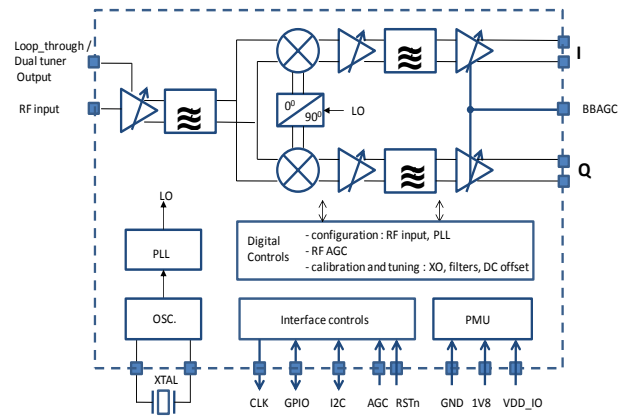 Loop_through /
Dual tuner
Output
RF input
0⁰
90⁰
LO
I
BBAGC
Q
LO
PLL
OSC.
XTAL
Digital
Controls
- configuration : RF input, PLL
- RF AGC
- calibration and tuning : XO, filters, DC offset
Interface controls
PMU
CLK
GPIO
I2C
AGC
RSTn
GND
1V8
VDD_IO